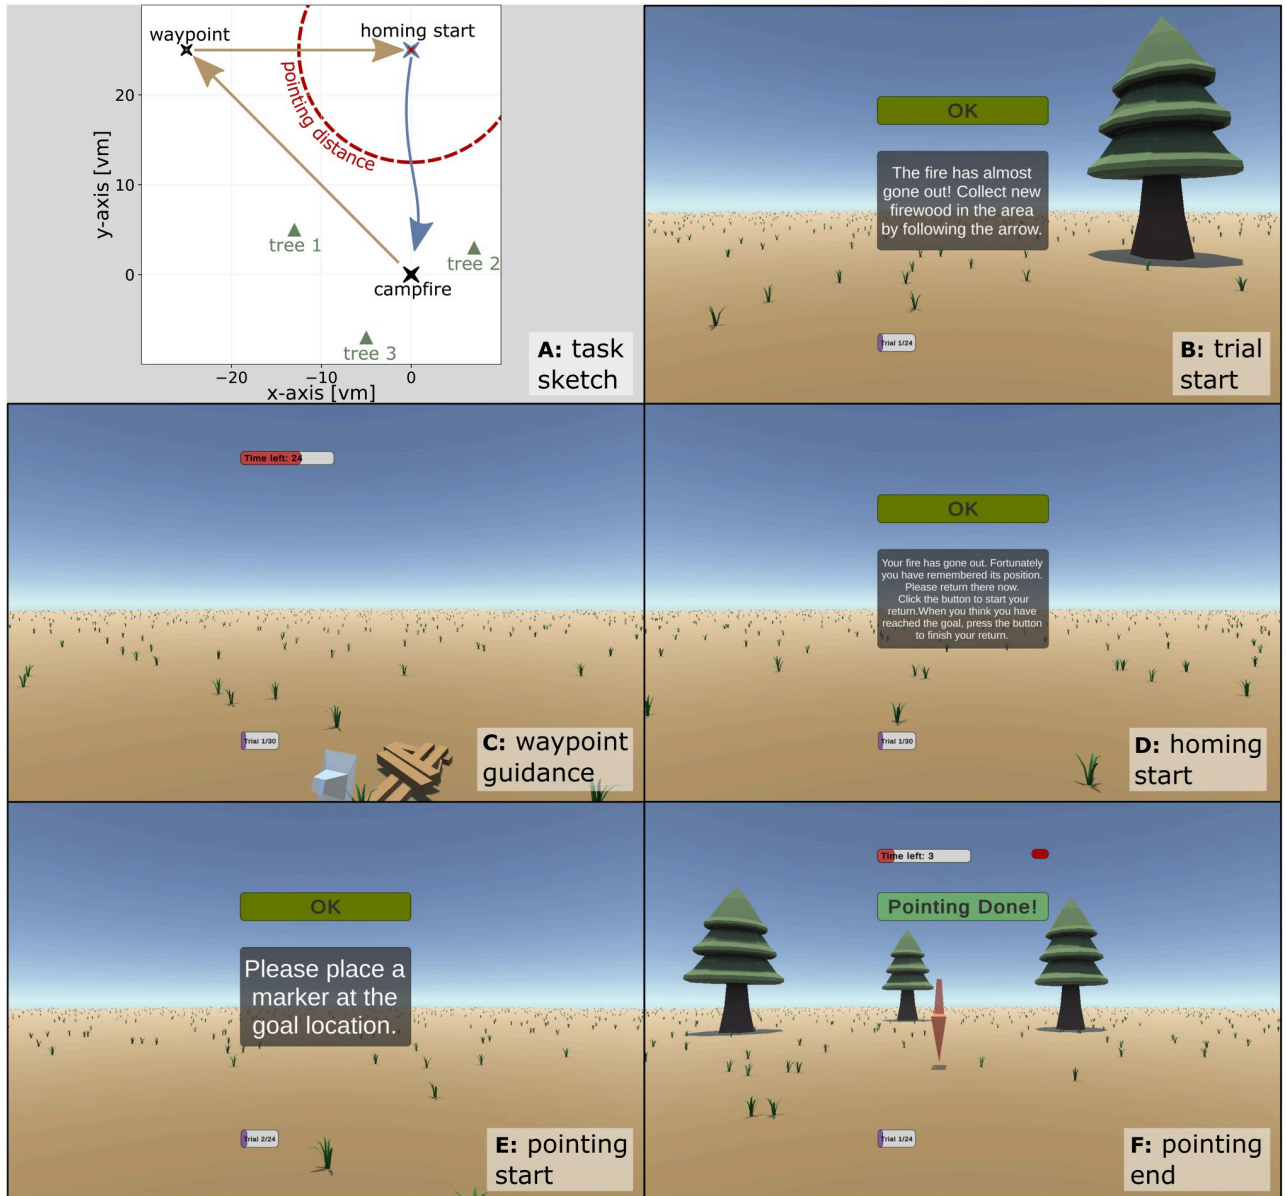 waypoint
homing start
pointing distance
20
10
0
y-axis [vm]
tree 1
tree 2
campfire
tree 3
−20
−10
0
x-axis [vm]
A: task
sketch
OK
The fire has almost
gone out! Collect new
firewood in the area
by following the arrow.
Trial 1/24
B: trial
start
Time left: 24
Trial 1/30
C: waypoint
guidance
OK
Your fire has gone out. Fortunately
you have remembered its position.
Please return there now.
Click the button to start your
return.When you think you have
reached the goal, press the button
to finish your return.
Trial 1/30
D: homing
start
OK
Please place a
marker at the
goal location.
Trial 2/24
E: pointing
start
Time left: 3
Pointing Done!
Trial 1/24
F: pointing
end